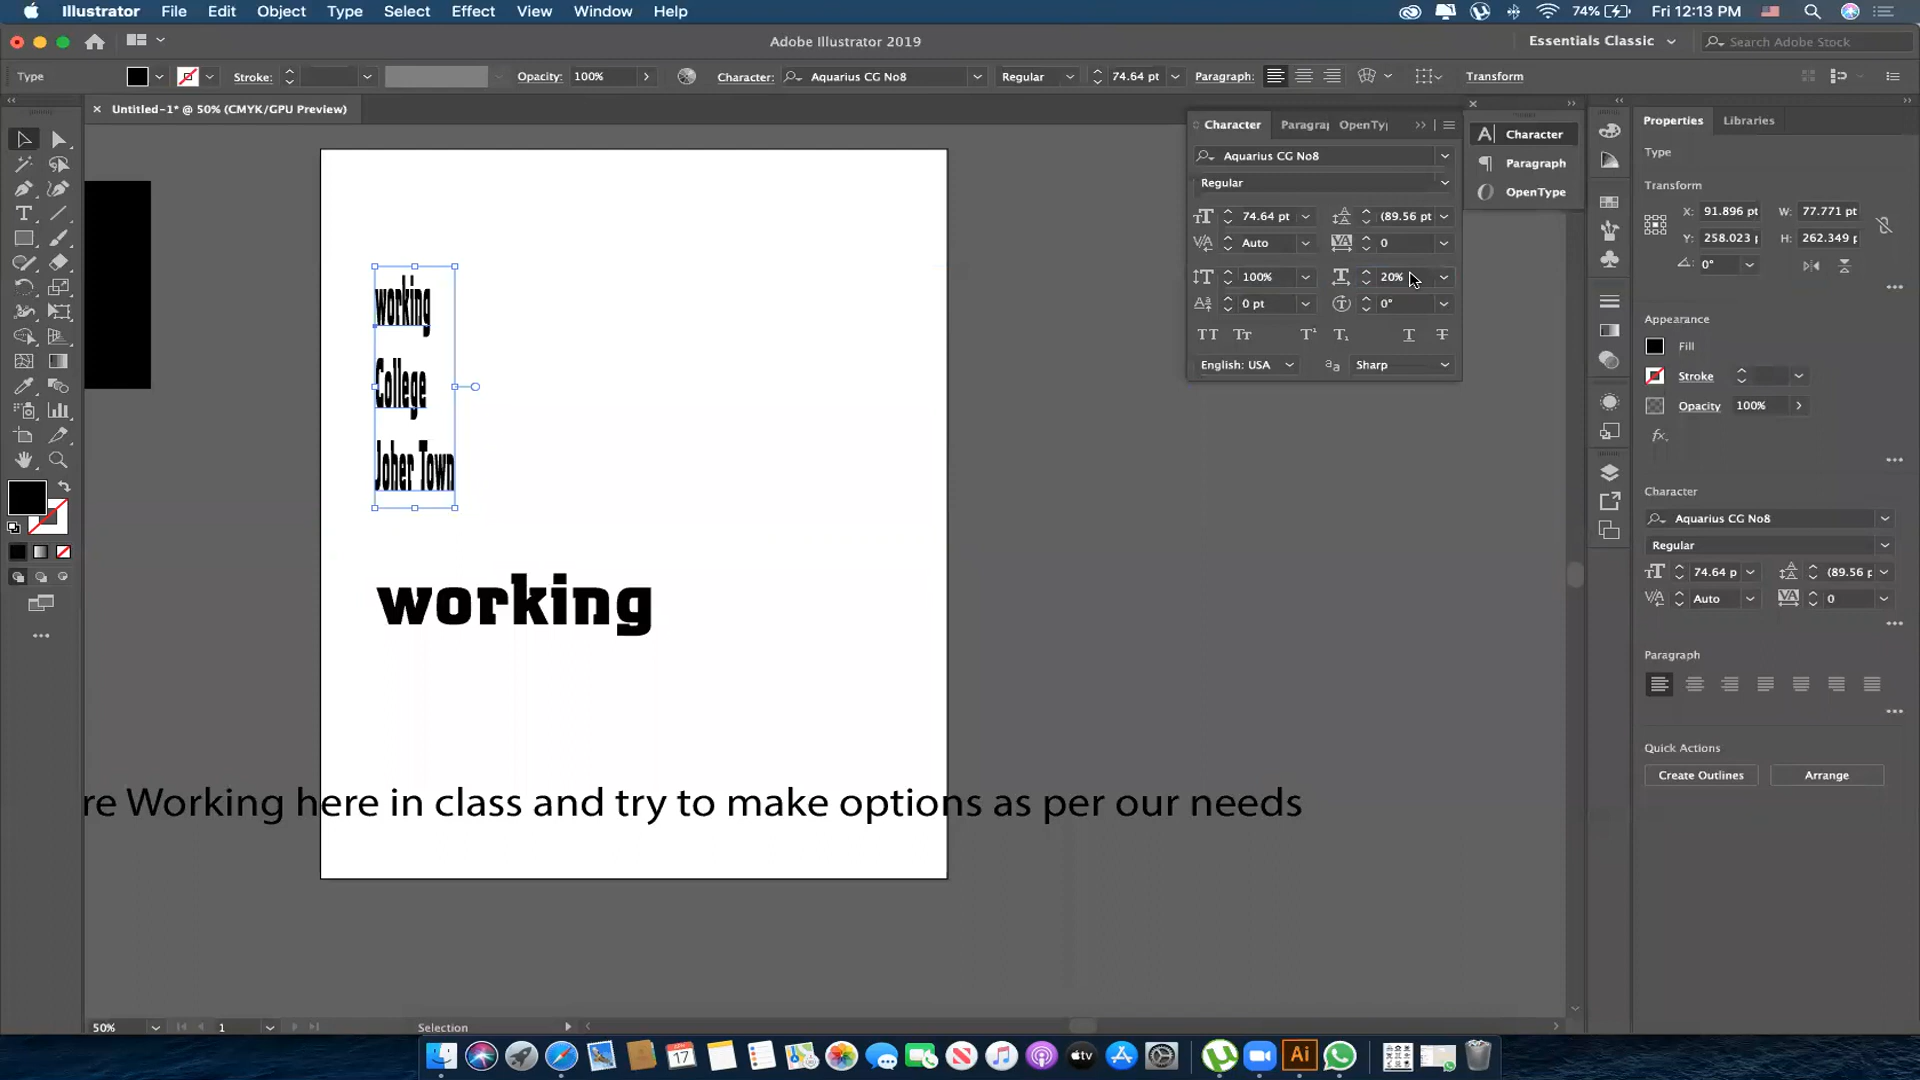 Illustrator File Edit Object Type Select Effect View Window Help
74% Fri 12:13 PM
Adobe Illustrator 2019
Essentials Classic
Search Adobe Stock
Type Stroke: Opacity: 100% Character: Aquarius CG No8 Regular 74.64 pt Paragraph: Transform
Untitled-1* @ 50% (CMYK/GPU Preview)
Character Paragra OpenTy
Aquarius CG No8
Regular
74.64 pt (89.56 pt
Auto 0
100% 20%
0 pt 0°
English: USA Sharp
Character
Paragraph
OpenType
Properties Libraries
Type
Transform
X: 91.896 pt W: 77.771 pt
Y: 258.023 H: 262.349
0°
Appearance
Fill
Stroke
Opacity 100%
Character
Aquarius CG No8
Regular
74.64 p (89.56 p
Auto 0
Paragraph
Quick Actions
Create Outlines Arrange
working
College
Joher Town
working
re Working here in class and try to make options as per our needs
50% 1 Selection
JAN
17
tv
Ai